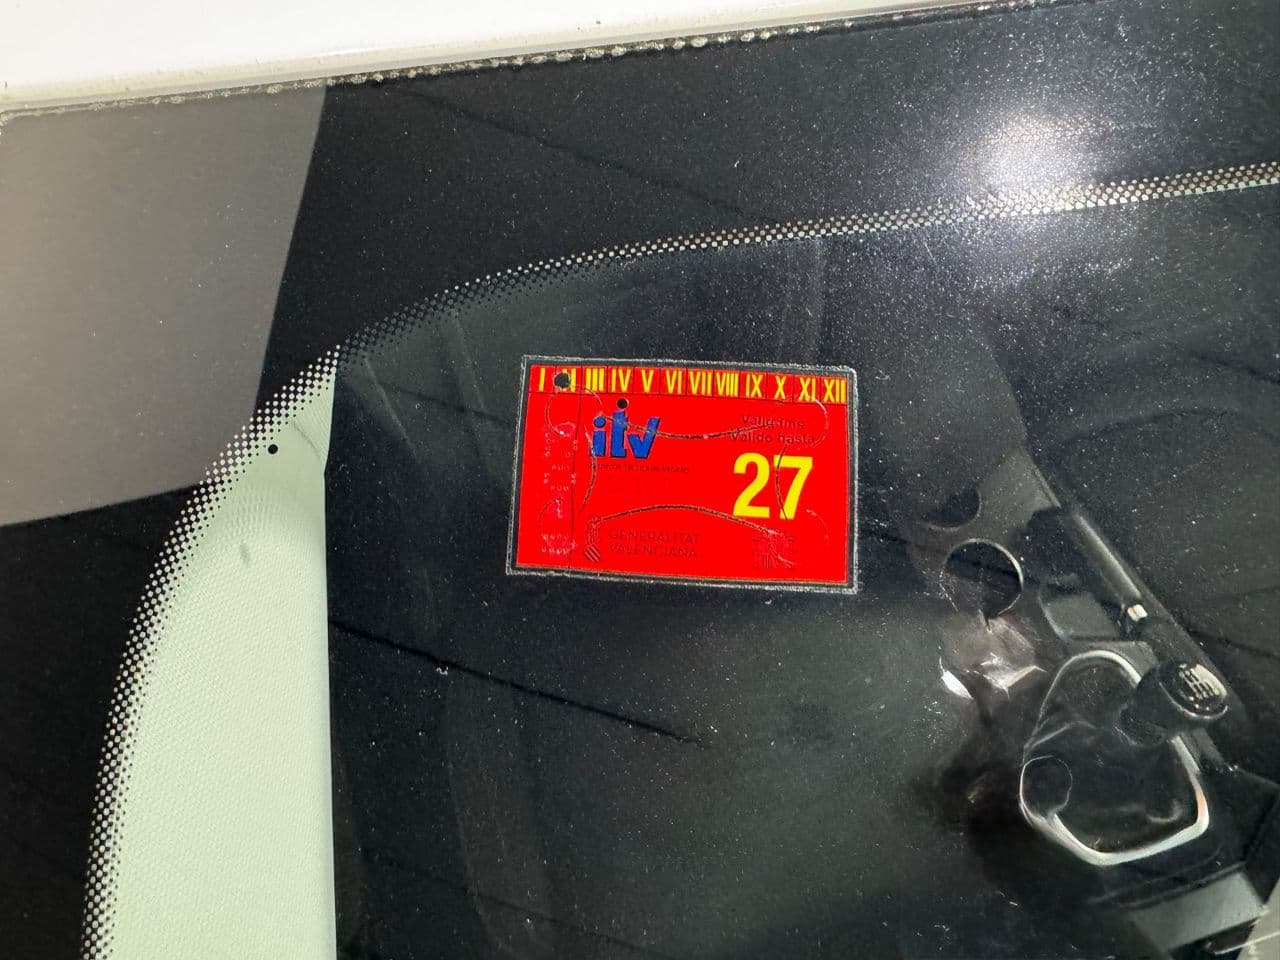 I II III IV V VI VII VIII IX X XI XII
itv
Vàlid fins
Válido hasta
27
GENERALITAT
VALENCIANA